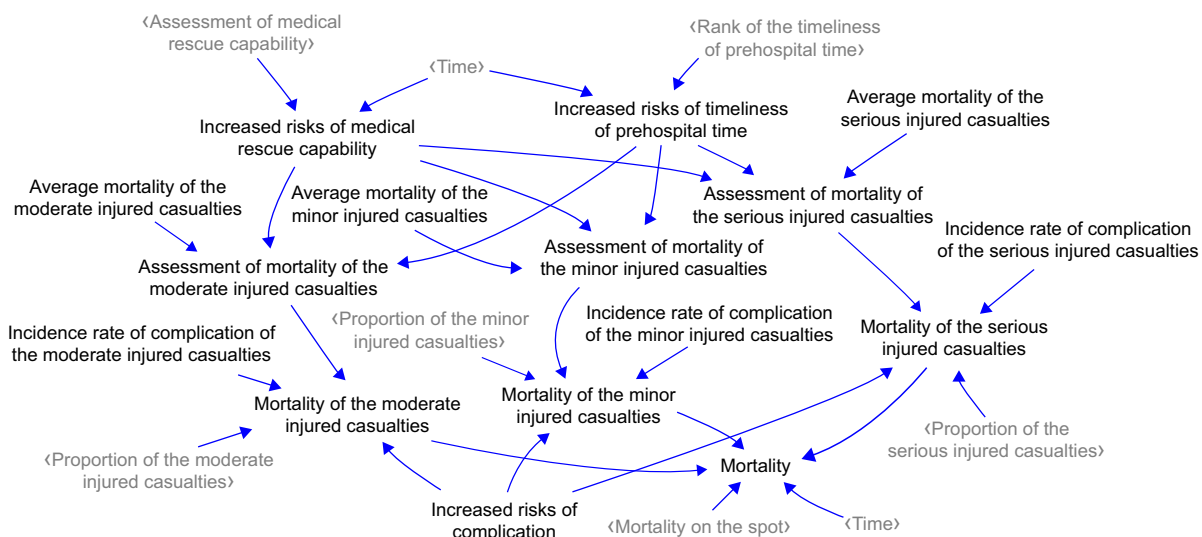 ‹Assessment of medical
rescue capability›
‹Rank of the timeliness
of prehospital time›
‹Time›
Increased risks of medical
rescue capability
Increased risks of timeliness
of prehospital time
Average mortality of the
serious injured casualties
Average mortality of the
moderate injured casualties
Average mortality of the
minor injured casualties
Assessment of mortality of
the serious injured casualties
Incidence rate of complication
of the serious injured casualties
Assessment of mortality of the
moderate injured casualties
Assessment of mortality of
the minor injured casualties
Incidence rate of complication of
the moderate injured casualties
‹Proportion of the minor
injured casualties›
Incidence rate of complication
of the minor injured casualties
Mortality of the serious
injured casualties
Mortality of the moderate
injured casualties
Mortality of the minor
injured casualties
‹Proportion of the
serious injured casualties›
‹Proportion of the moderate
injured casualties›
Mortality
Increased risks of
complication
‹Mortality on the spot›
‹Time›